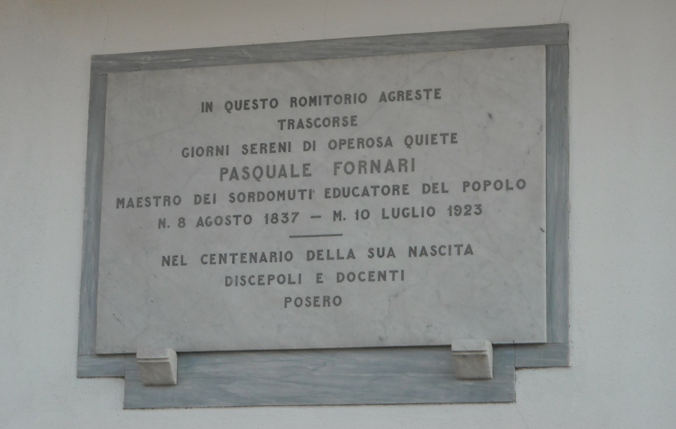 IN QUESTO ROMITORIO AGRESTE
TRASCORSE
GIORNI SERENI DI OPEROSA QUIETE
PASQUALE FORNARI
MAESTRO DEI SORDOMUTI EDUCATORE DEL POPOLO
N. 8 AGOSTO 1837 — M. 10 LUGLIO 1923
NEL CENTENARIO DELLA SUA NASCITA
DISCEPOLI E DOCENTI
POSERO